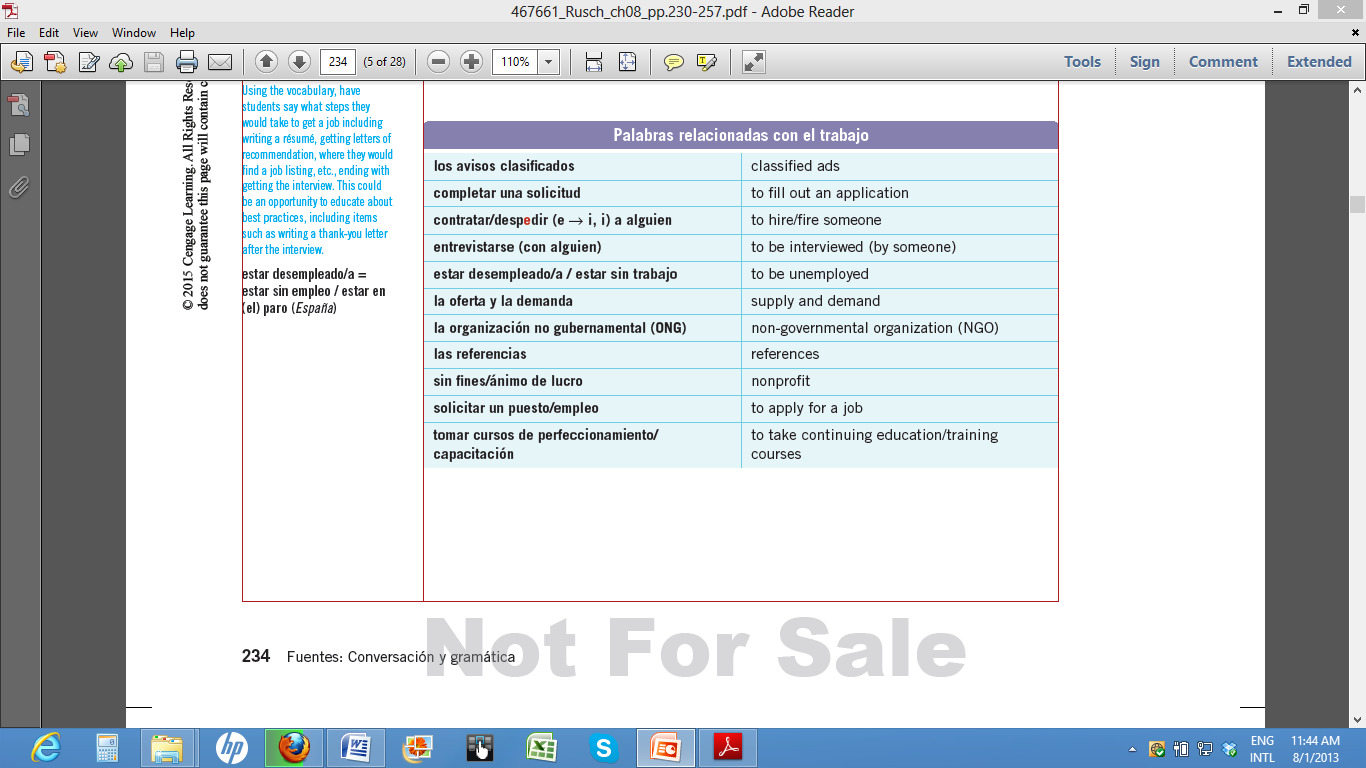 467661_Rusch_ch08_pp.230-257.pdf - Adobe Reader
File Edit View Window Help
234 (5 of 28) 110% Tools Sign Comment Extended
© 2015 Cengage Learning. All Rights Res
does not guarantee this page will contain c
Using the vocabulary, have
students say what steps they
would take to get a job including
writing a résumé, getting letters of
recommendation, where they would
find a job listing, etc., ending with
getting the interview. This could
be an opportunity to educate about
best practices, including items
such as writing a thank-you letter
after the interview.
estar desempleado/a =
estar sin empleo / estar en
(el) paro (España)
Palabras relacionadas con el trabajo
los avisos clasificados classified ads
completar una solicitud to fill out an application
contratar/despedir (e → i, i) a alguien to hire/fire someone
entrevistarse (con alguien) to be interviewed (by someone)
estar desempleado/a / estar sin trabajo to be unemployed
la oferta y la demanda supply and demand
la organización no gubernamental (ONG) non-governmental organization (NGO)
las referencias references
sin fines/ánimo de lucro nonprofit
solicitar un puesto/empleo to apply for a job
tomar cursos de perfeccionamiento/ to take continuing education/training
capacitación courses
Not For Sale
234 Fuentes: Conversación y gramática
hp
ENG 11:44 AM
INTL 8/1/2013